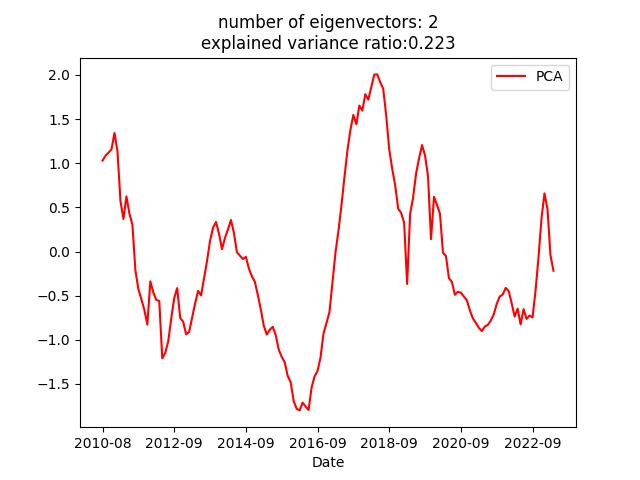 number of eigenvectors: 2
explained variance ratio:0.223
PCA
2.0
1.5
1.0
0.5
0.0
−0.5
−1.0
−1.5
2010-08 2012-09 2014-09 2016-09 2018-09 2020-09 2022-09
Date